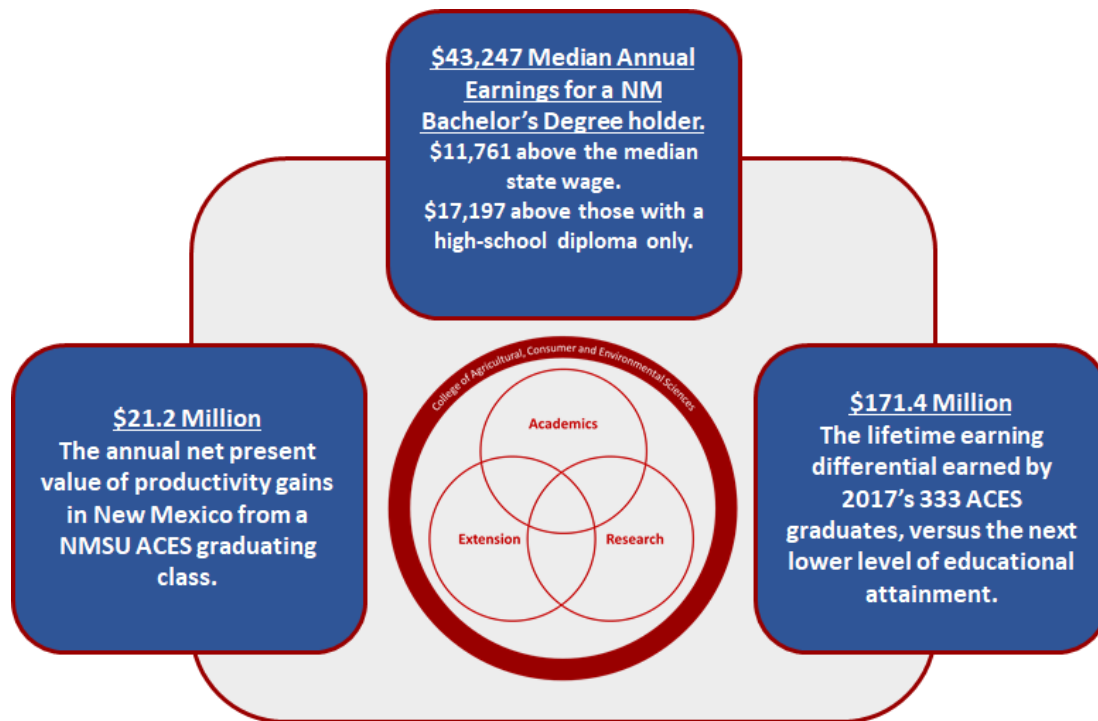 $43,247 Median Annual
Earnings for a NM
Bachelor’s Degree holder.
$11,761 above the median
state wage.
$17,197 above those with a
high-school diploma only.
$21.2 Million
The annual net present
value of productivity gains
in New Mexico from a
NMSU ACES graduating
class.
College of Agricultural, Consumer and Environmental Sciences
Academics
Extension
Research
$171.4 Million
The lifetime earning
differential earned by
2017’s 333 ACES
graduates, versus the next
lower level of educational
attainment.